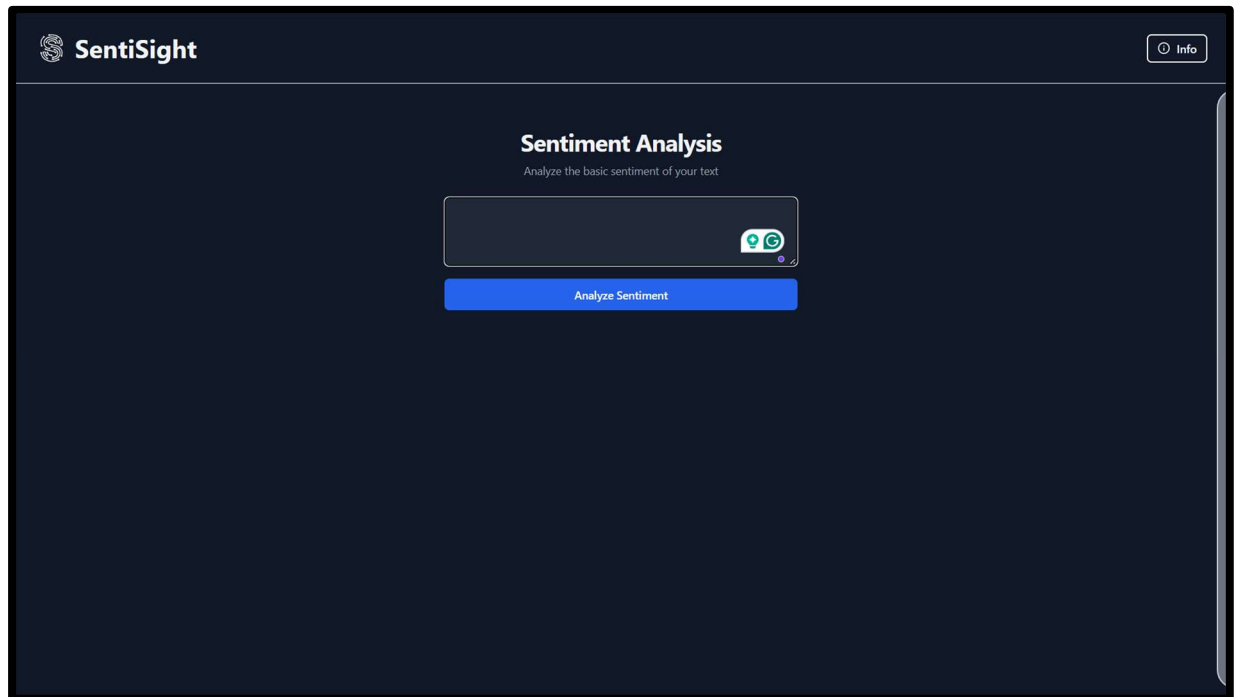 SentiSight
Info
Sentiment Analysis
Analyze the basic sentiment of your text
Analyze Sentiment